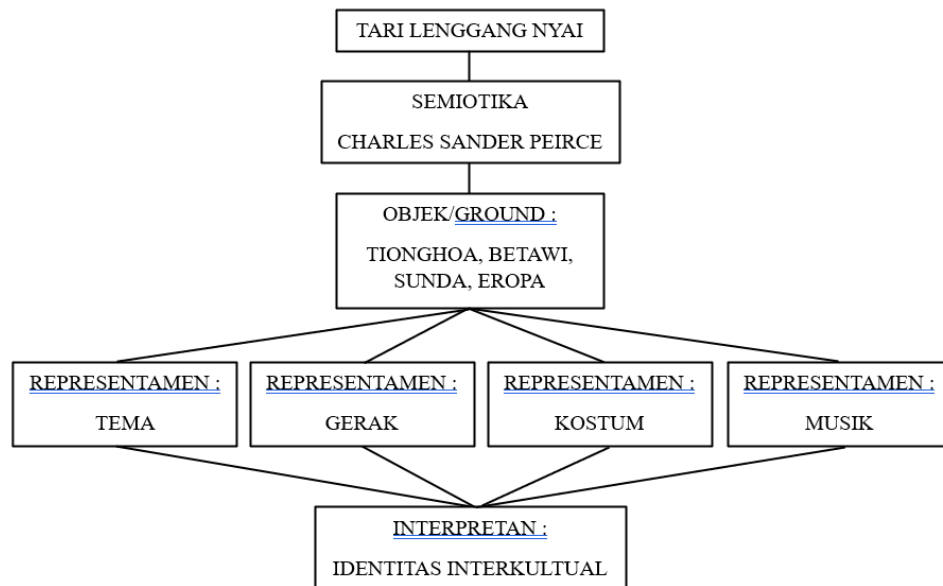 TARI LENGGANG NYAI
SEMIOTIKA
CHARLES SANDER PEIRCE
OBJEK/GROUND :
TIONGHOA, BETAWI,
SUNDA, EROPA
REPRESENTAMEN :
TEMA
REPRESENTAMEN :
GERAK
REPRESENTAMEN :
KOSTUM
REPRESENTAMEN :
MUSIK
INTERPRETAN :
IDENTITAS INTERKULTUAL